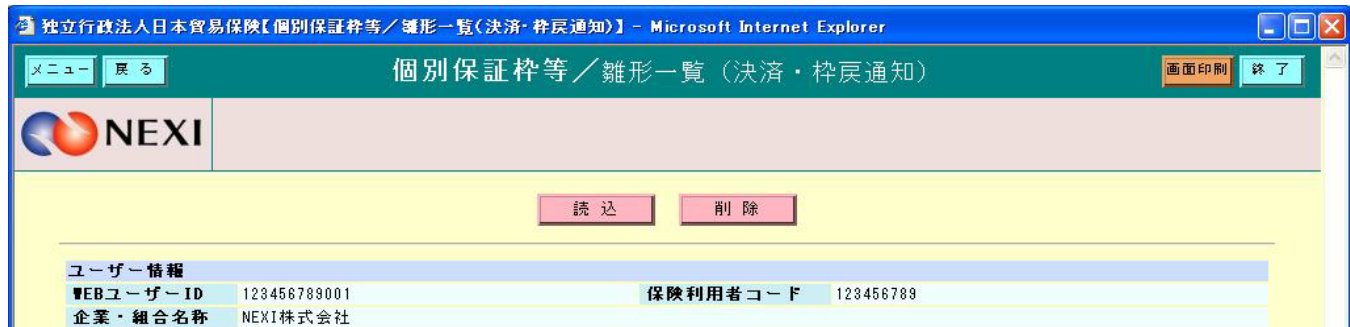 独立行政法人日本貿易保険【個別保証枠等／雛形一覧(決済・枠戻通知)】 - Microsoft Internet Explorer
メニュー 戻る 個別保証枠等／雛形一覧（決済・枠戻通知） 画面印刷 終了
NEXI
読込 削除
ユーザー情報
WEBユーザーID 123456789001 保険利用者コード 123456789
企業・組合名称 NEXI株式会社